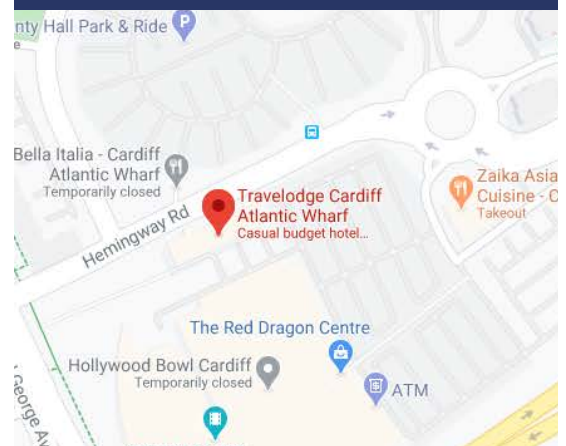 nty Hall Park & Ride
P
e
Bella Italia - Cardiff
Atlantic Wharf
Temporarily closed
Zaika Asia
Cuisine - C
Takeout
Travelodge Cardiff
Atlantic Wharf
Casual budget hotel...
Hemingway Rd
The Red Dragon Centre
Hollywood Bowl Cardiff
Temporarily closed
ATM
George Av